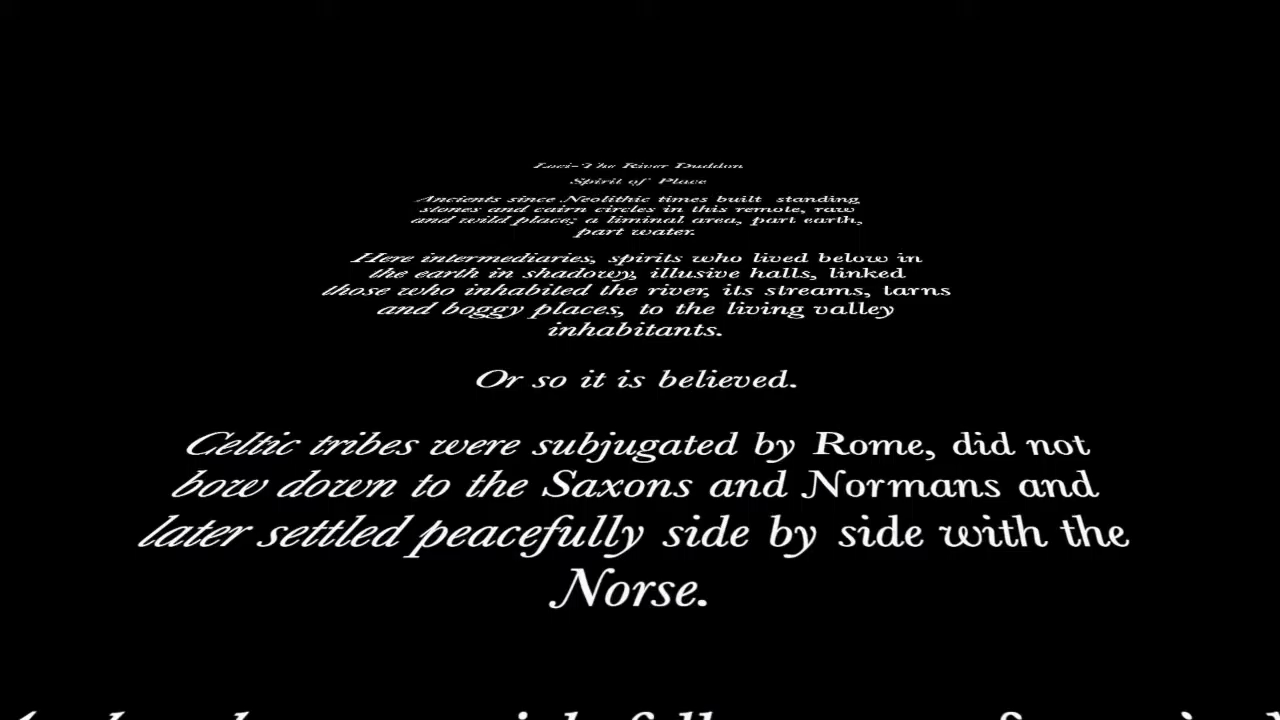 Loci-The River Duddon
Spirit of Place
Ancients since Neolithic times built standing
stones and cairn circles in this remote, raw
and wild place; a liminal area, part earth,
part water.
Here intermediaries, spirits who lived below in
the earth in shadowy, illusive halls, linked
those who inhabited the river, its streams, tarns
and boggy places, to the living valley
inhabitants.
Or so it is believed.
Celtic tribes were subjugated by Rome, did not
bow down to the Saxons and Normans and
later settled peacefully side by side with the
Norse.